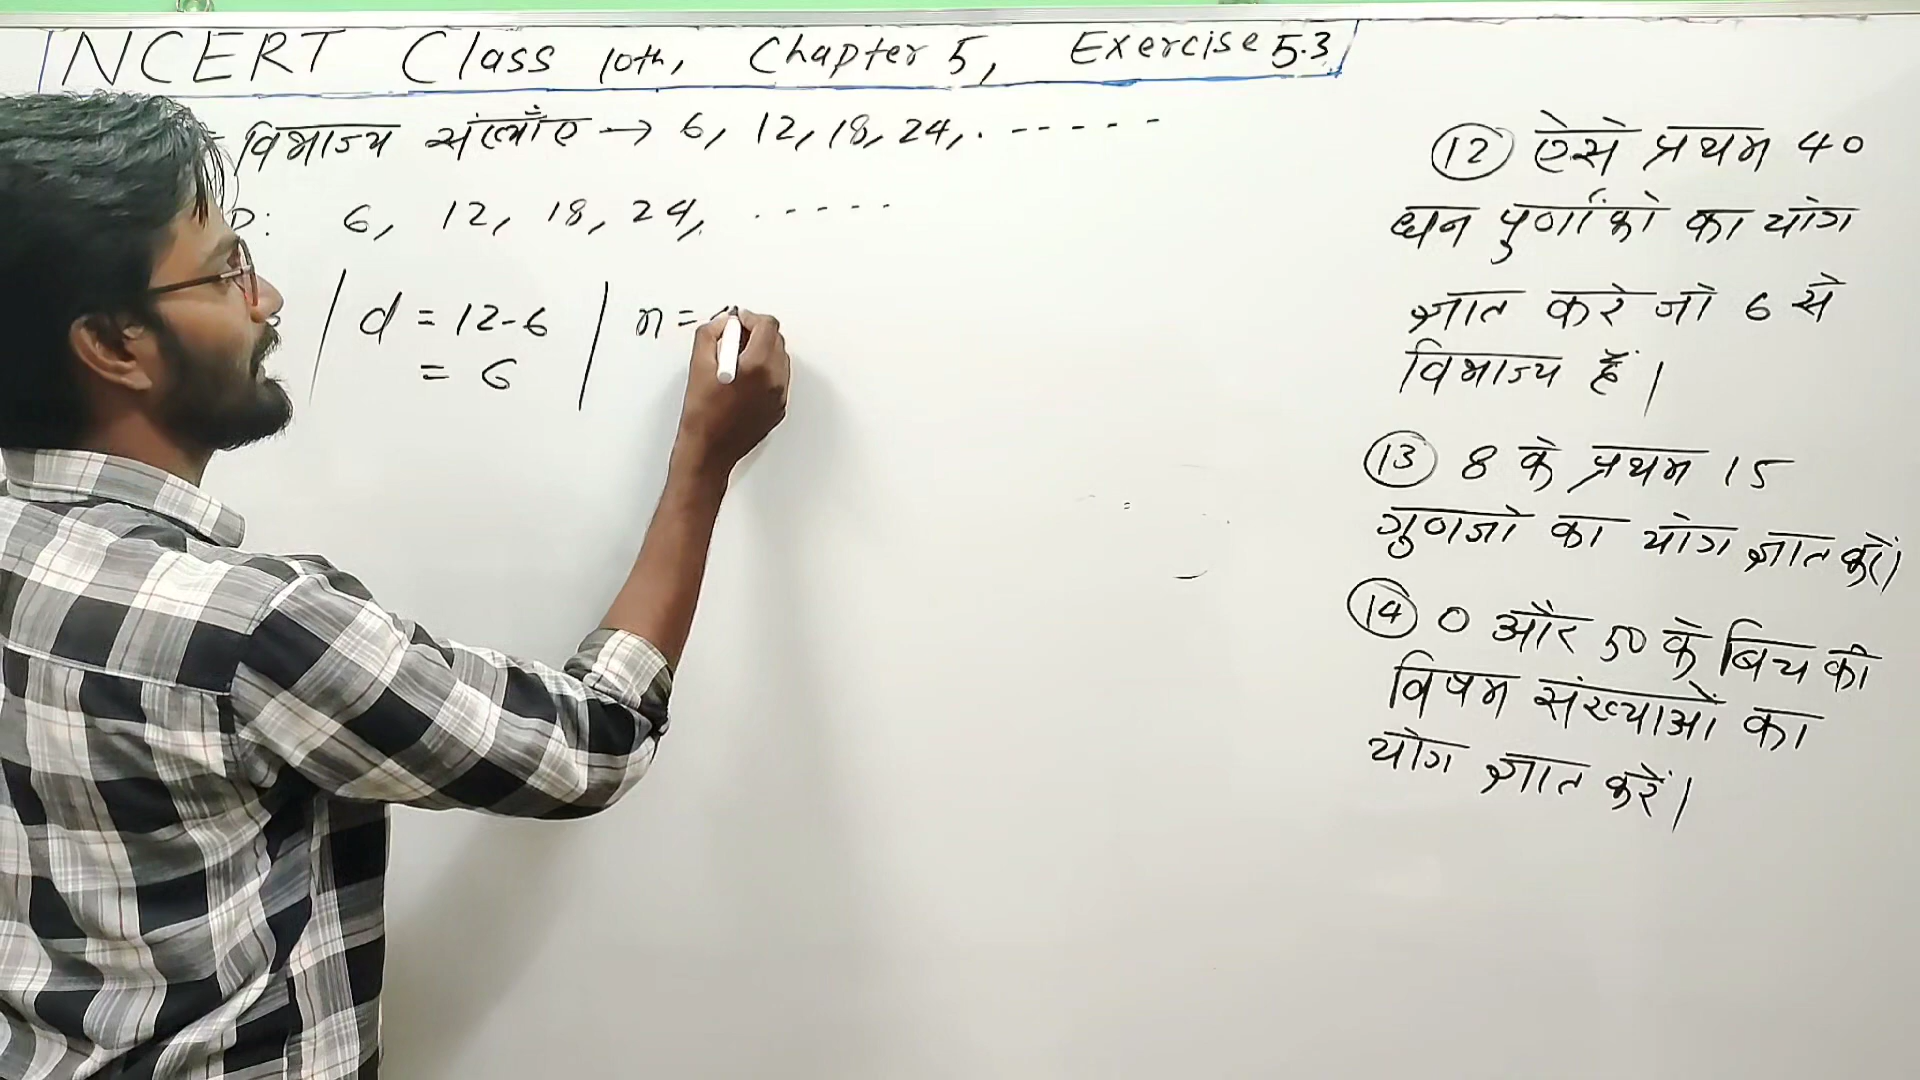 NCERT Class 10th, Chapter 5, Exercise 5.3
विभाज्य संख्याँए → 6, 12, 18, 24, . - - - - -
P: 6, 12, 18, 24, . - - - - -
d = 12-6
= 6
n =
12 ऐसे प्रथम 40
धन पुर्णांको का योग
ज्ञात करे जो 6 से
विभाज्य हैं।
13 8 के प्रथम 15
गुणजो का योग ज्ञात करें।
14 0 और 50 के बिच की
विषम संख्याओं का
योग ज्ञात करें।